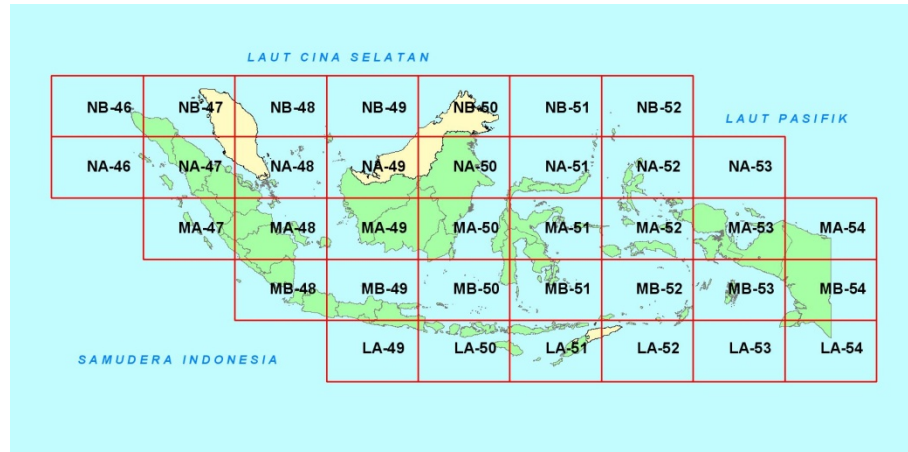 LAUT CINA SELATAN
NB-46 NB-47 NB-48 NB-49 NB-50 NB-51 NB-52
LAUT PASIFIK
NA-46 NA-47 NA-48 NA-49 NA-50 NA-51 NA-52 NA-53
MA-47 MA-48 MA-49 MA-50 MA-51 MA-52 MA-53 MA-54
MB-48 MB-49 MB-50 MB-51 MB-52 MB-53 MB-54
LA-49 LA-50 LA-51 LA-52 LA-53 LA-54
SAMUDERA INDONESIA